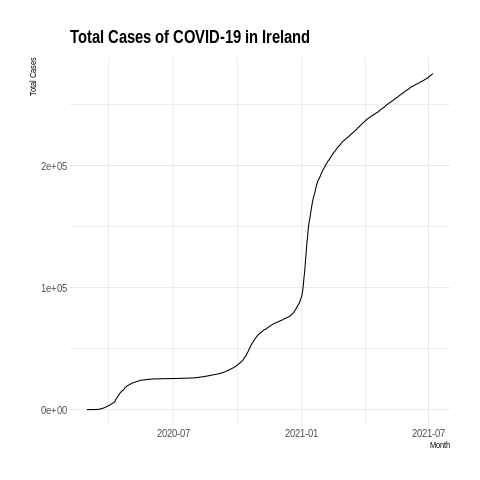 Total Cases of COVID-19 in Ireland
Total Cases
2e+05
1e+05
0e+00
2020-07
2021-01
2021-07
Month